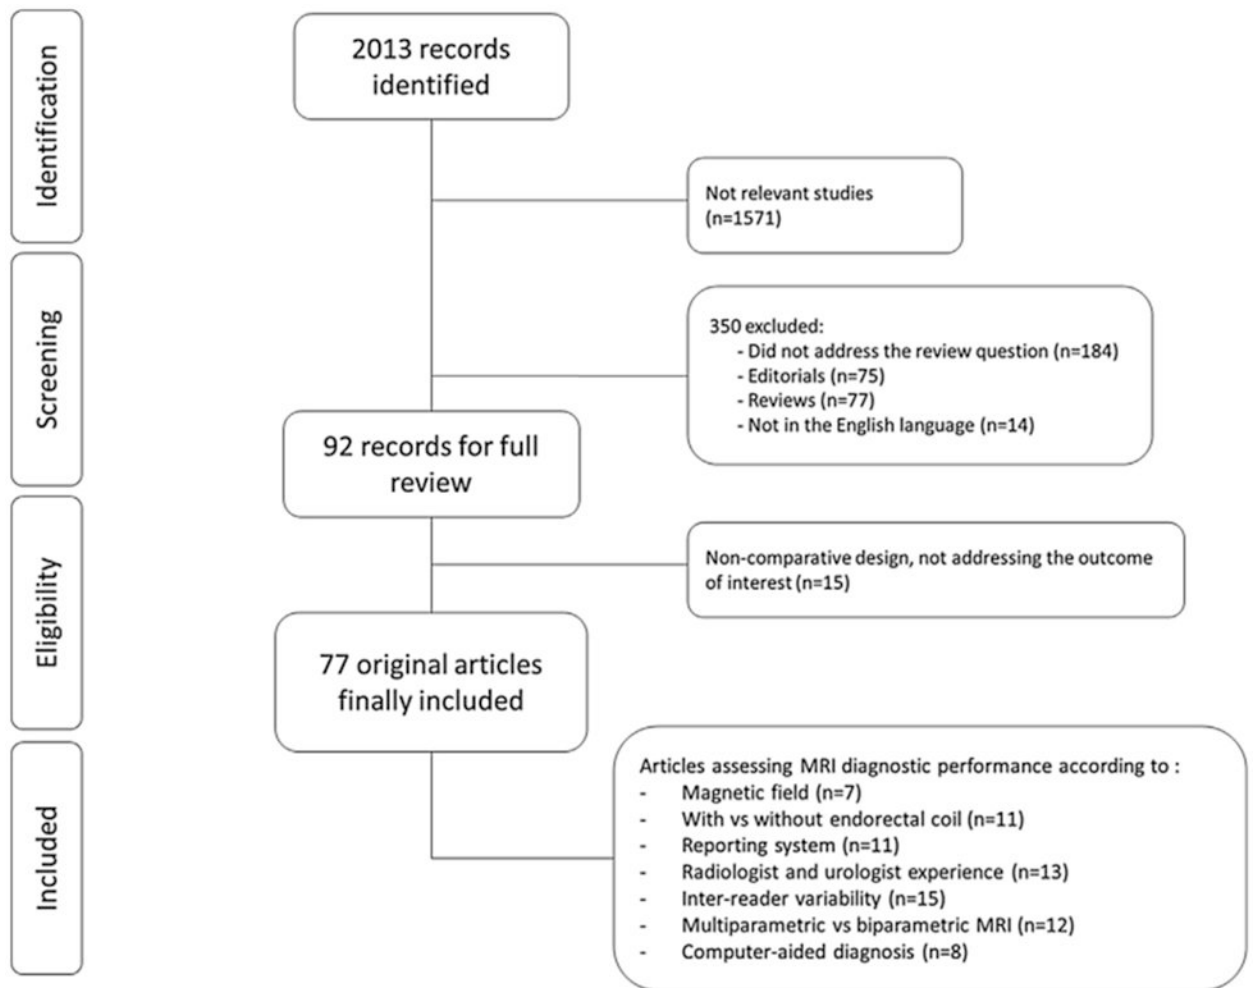 Identification
2013 records
identified
Not relevant studies
(n=1571)
Screening
350 excluded:
- Did not address the review question (n=184)
- Editorials (n=75)
- Reviews (n=77)
- Not in the English language (n=14)
92 records for full
review
Eligibility
Non-comparative design, not addressing the outcome
of interest (n=15)
77 original articles
finally included
Included
Articles assessing MRI diagnostic performance according to :
- Magnetic field (n=7)
- With vs without endorectal coil (n=11)
- Reporting system (n=11)
- Radiologist and urologist experience (n=13)
- Inter-reader variability (n=15)
- Multiparametric vs biparametric MRI (n=12)
- Computer-aided diagnosis (n=8)